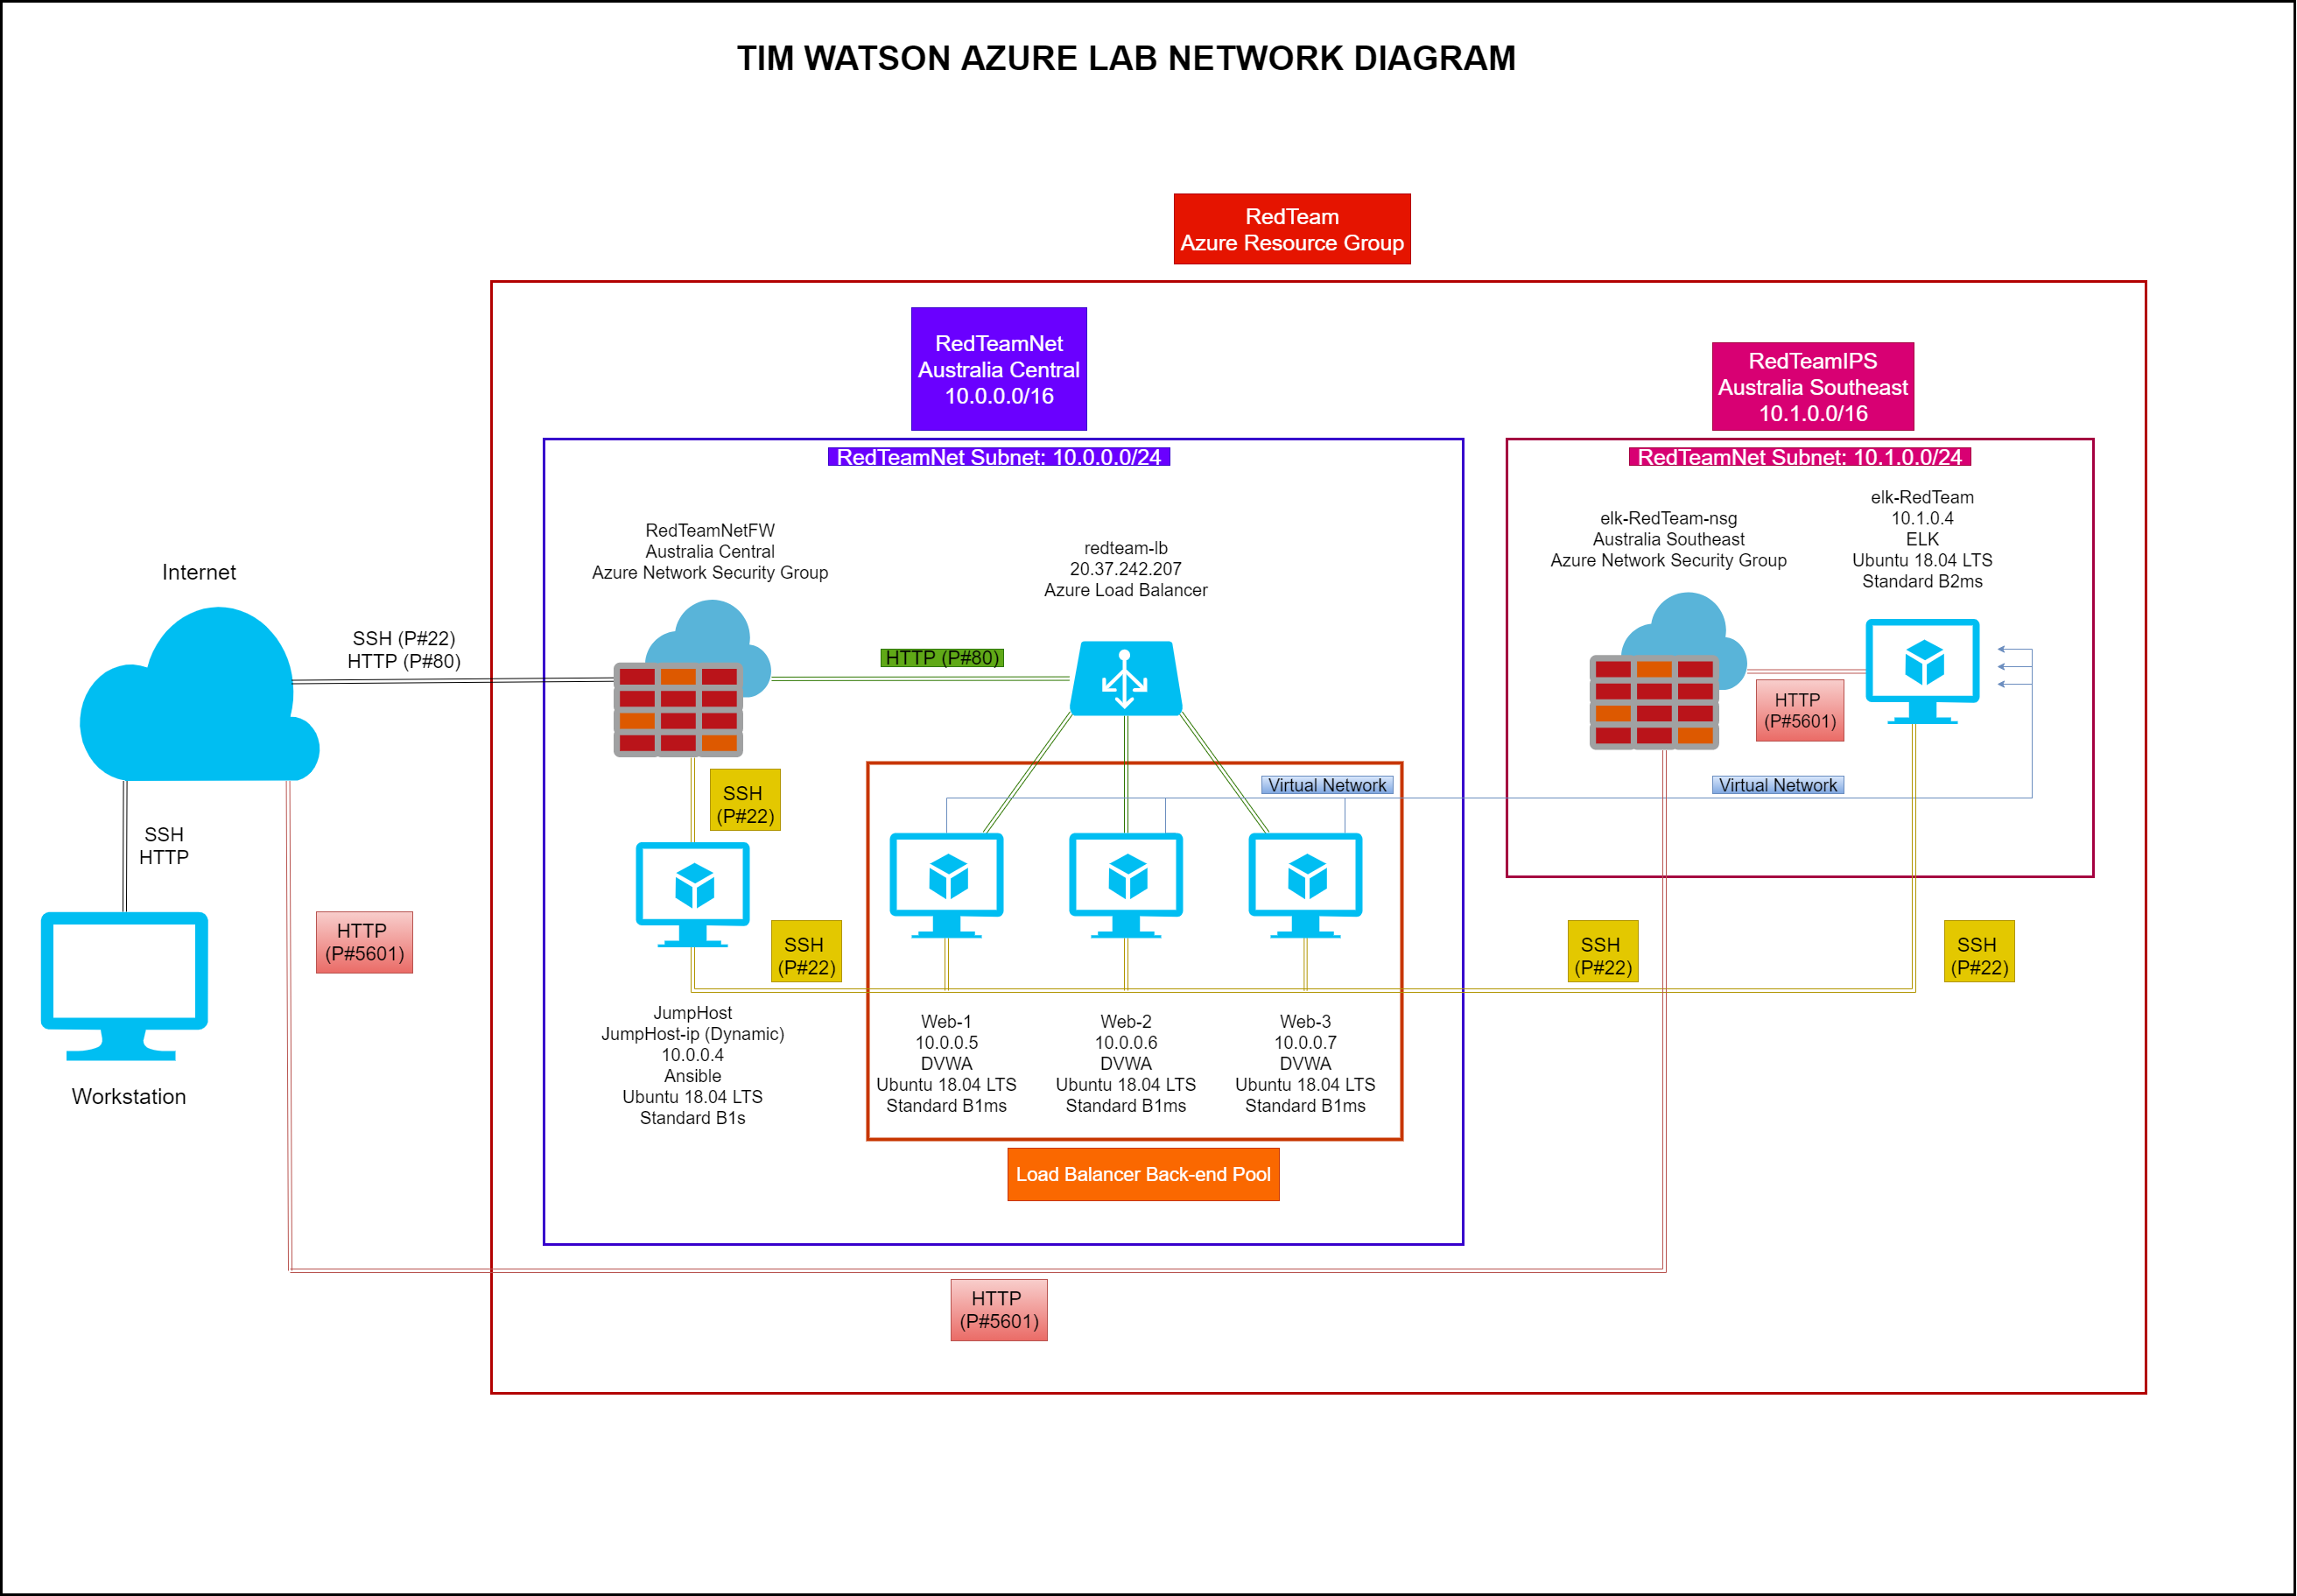 TIM WATSON AZURE LAB NETWORK DIAGRAM
RedTeam
Azure Resource Group
RedTeamNet
Australia Central
10.0.0.0/16
RedTeamIPS
Australia Southeast
10.1.0.0/16
RedTeamNet Subnet: 10.0.0.0/24
RedTeamNet Subnet: 10.1.0.0/24
RedTeamNetFW
Australia Central
Azure Network Security Group
redteam-lb
20.37.242.207
Azure Load Balancer
elk-RedTeam-nsg
Australia Southeast
Azure Network Security Group
elk-RedTeam
10.1.0.4
ELK
Ubuntu 18.04 LTS
Standard B2ms
Internet
SSH (P#22)
HTTP (P#80)
HTTP (P#80)
HTTP
(P#5601)
SSH
(P#22)
Virtual Network
Virtual Network
SSH
HTTP
HTTP
(P#5601)
SSH
(P#22)
SSH
(P#22)
SSH
(P#22)
Workstation
JumpHost
JumpHost-ip (Dynamic)
10.0.0.4
Ansible
Ubuntu 18.04 LTS
Standard B1s
Web-1
10.0.0.5
DVWA
Ubuntu 18.04 LTS
Standard B1ms
Web-2
10.0.0.6
DVWA
Ubuntu 18.04 LTS
Standard B1ms
Web-3
10.0.0.7
DVWA
Ubuntu 18.04 LTS
Standard B1ms
Load Balancer Back-end Pool
HTTP
(P#5601)